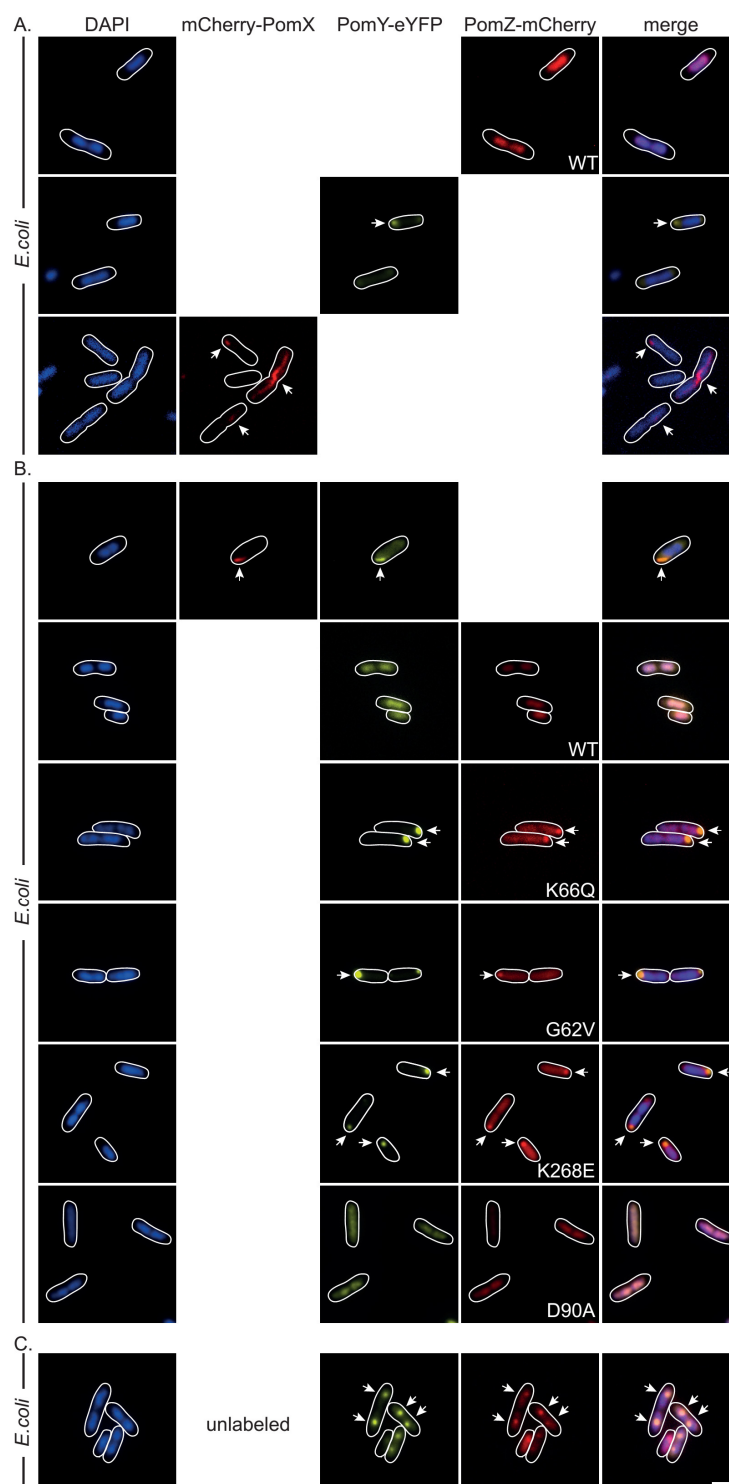 A.
DAPI mCherry-PomX PomY-eYFP PomZ-mCherry merge
WT
E.coli
B.
WT
K66Q
E.coli
G62V
K268E
D90A
C.
E.coli
unlabeled